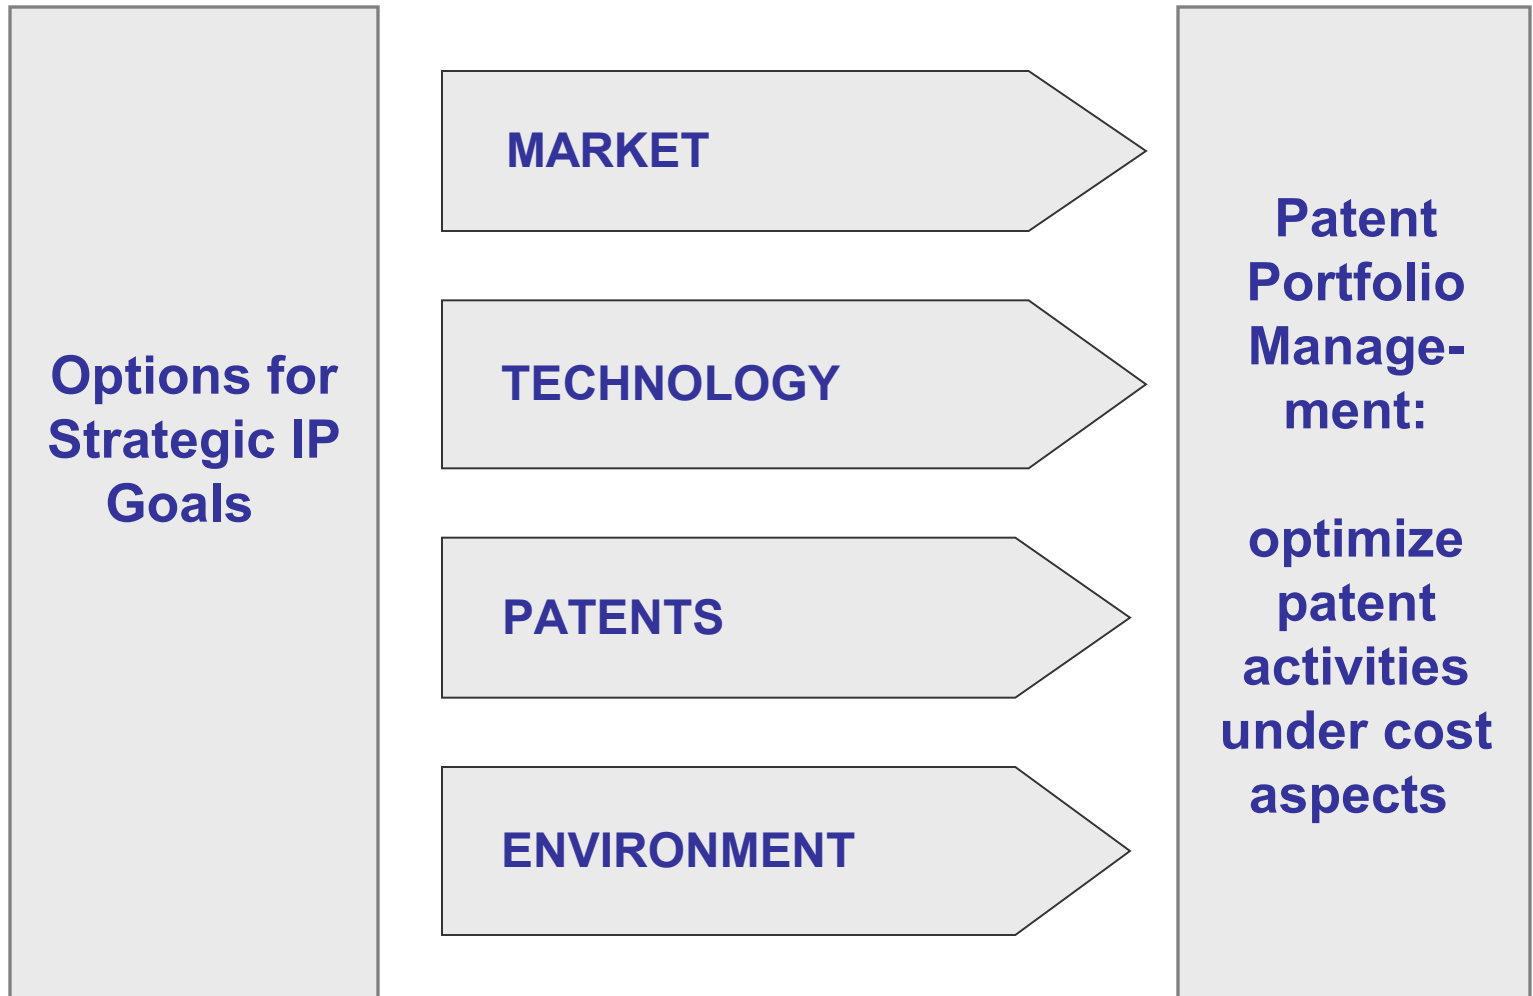 Options for
Strategic IP
Goals
MARKET
TECHNOLOGY
PATENTS
ENVIRONMENT
Patent
Portfolio
Manage-
ment:
optimize
patent
activities
under cost
aspects